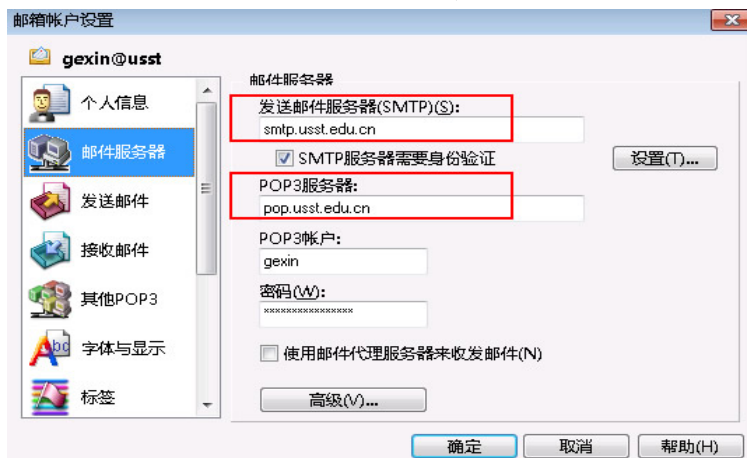 邮箱帐户设置
gexin@usst
个人信息
邮件服务器
发送邮件
接收邮件
其他POP3
Abc
字体与显示
标签
邮件服务器
发送邮件服务器(SMTP)(S):
smtp.usst.edu.cn
SMTP服务器需要身份验证
设置(T)...
POP3服务器:
pop.usst.edu.cn
POP3帐户:
gexin
密码(W):
****************
使用邮件代理服务器来收发邮件(N)
高级(V)...
确定
取消
帮助(H)